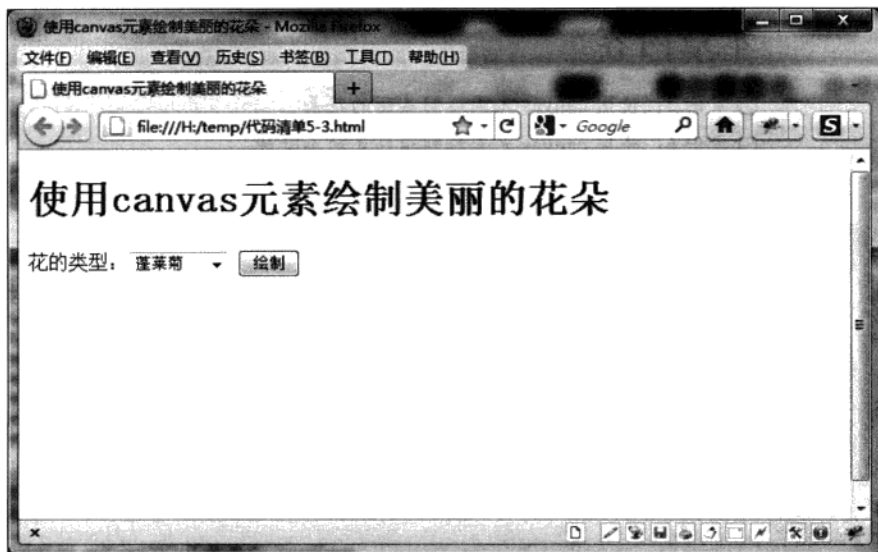 使用canvas元素绘制美丽的花朵 - Mozilla Firefox
文件(F) 编辑(E) 查看(V) 历史(S) 书签(B) 工具(T) 帮助(H)
使用canvas元素绘制美丽的花朵 +
file:///H:/temp/代码清单5-3.html Google S
使用canvas元素绘制美丽的花朵
花的类型： 蓬莱菊 绘制